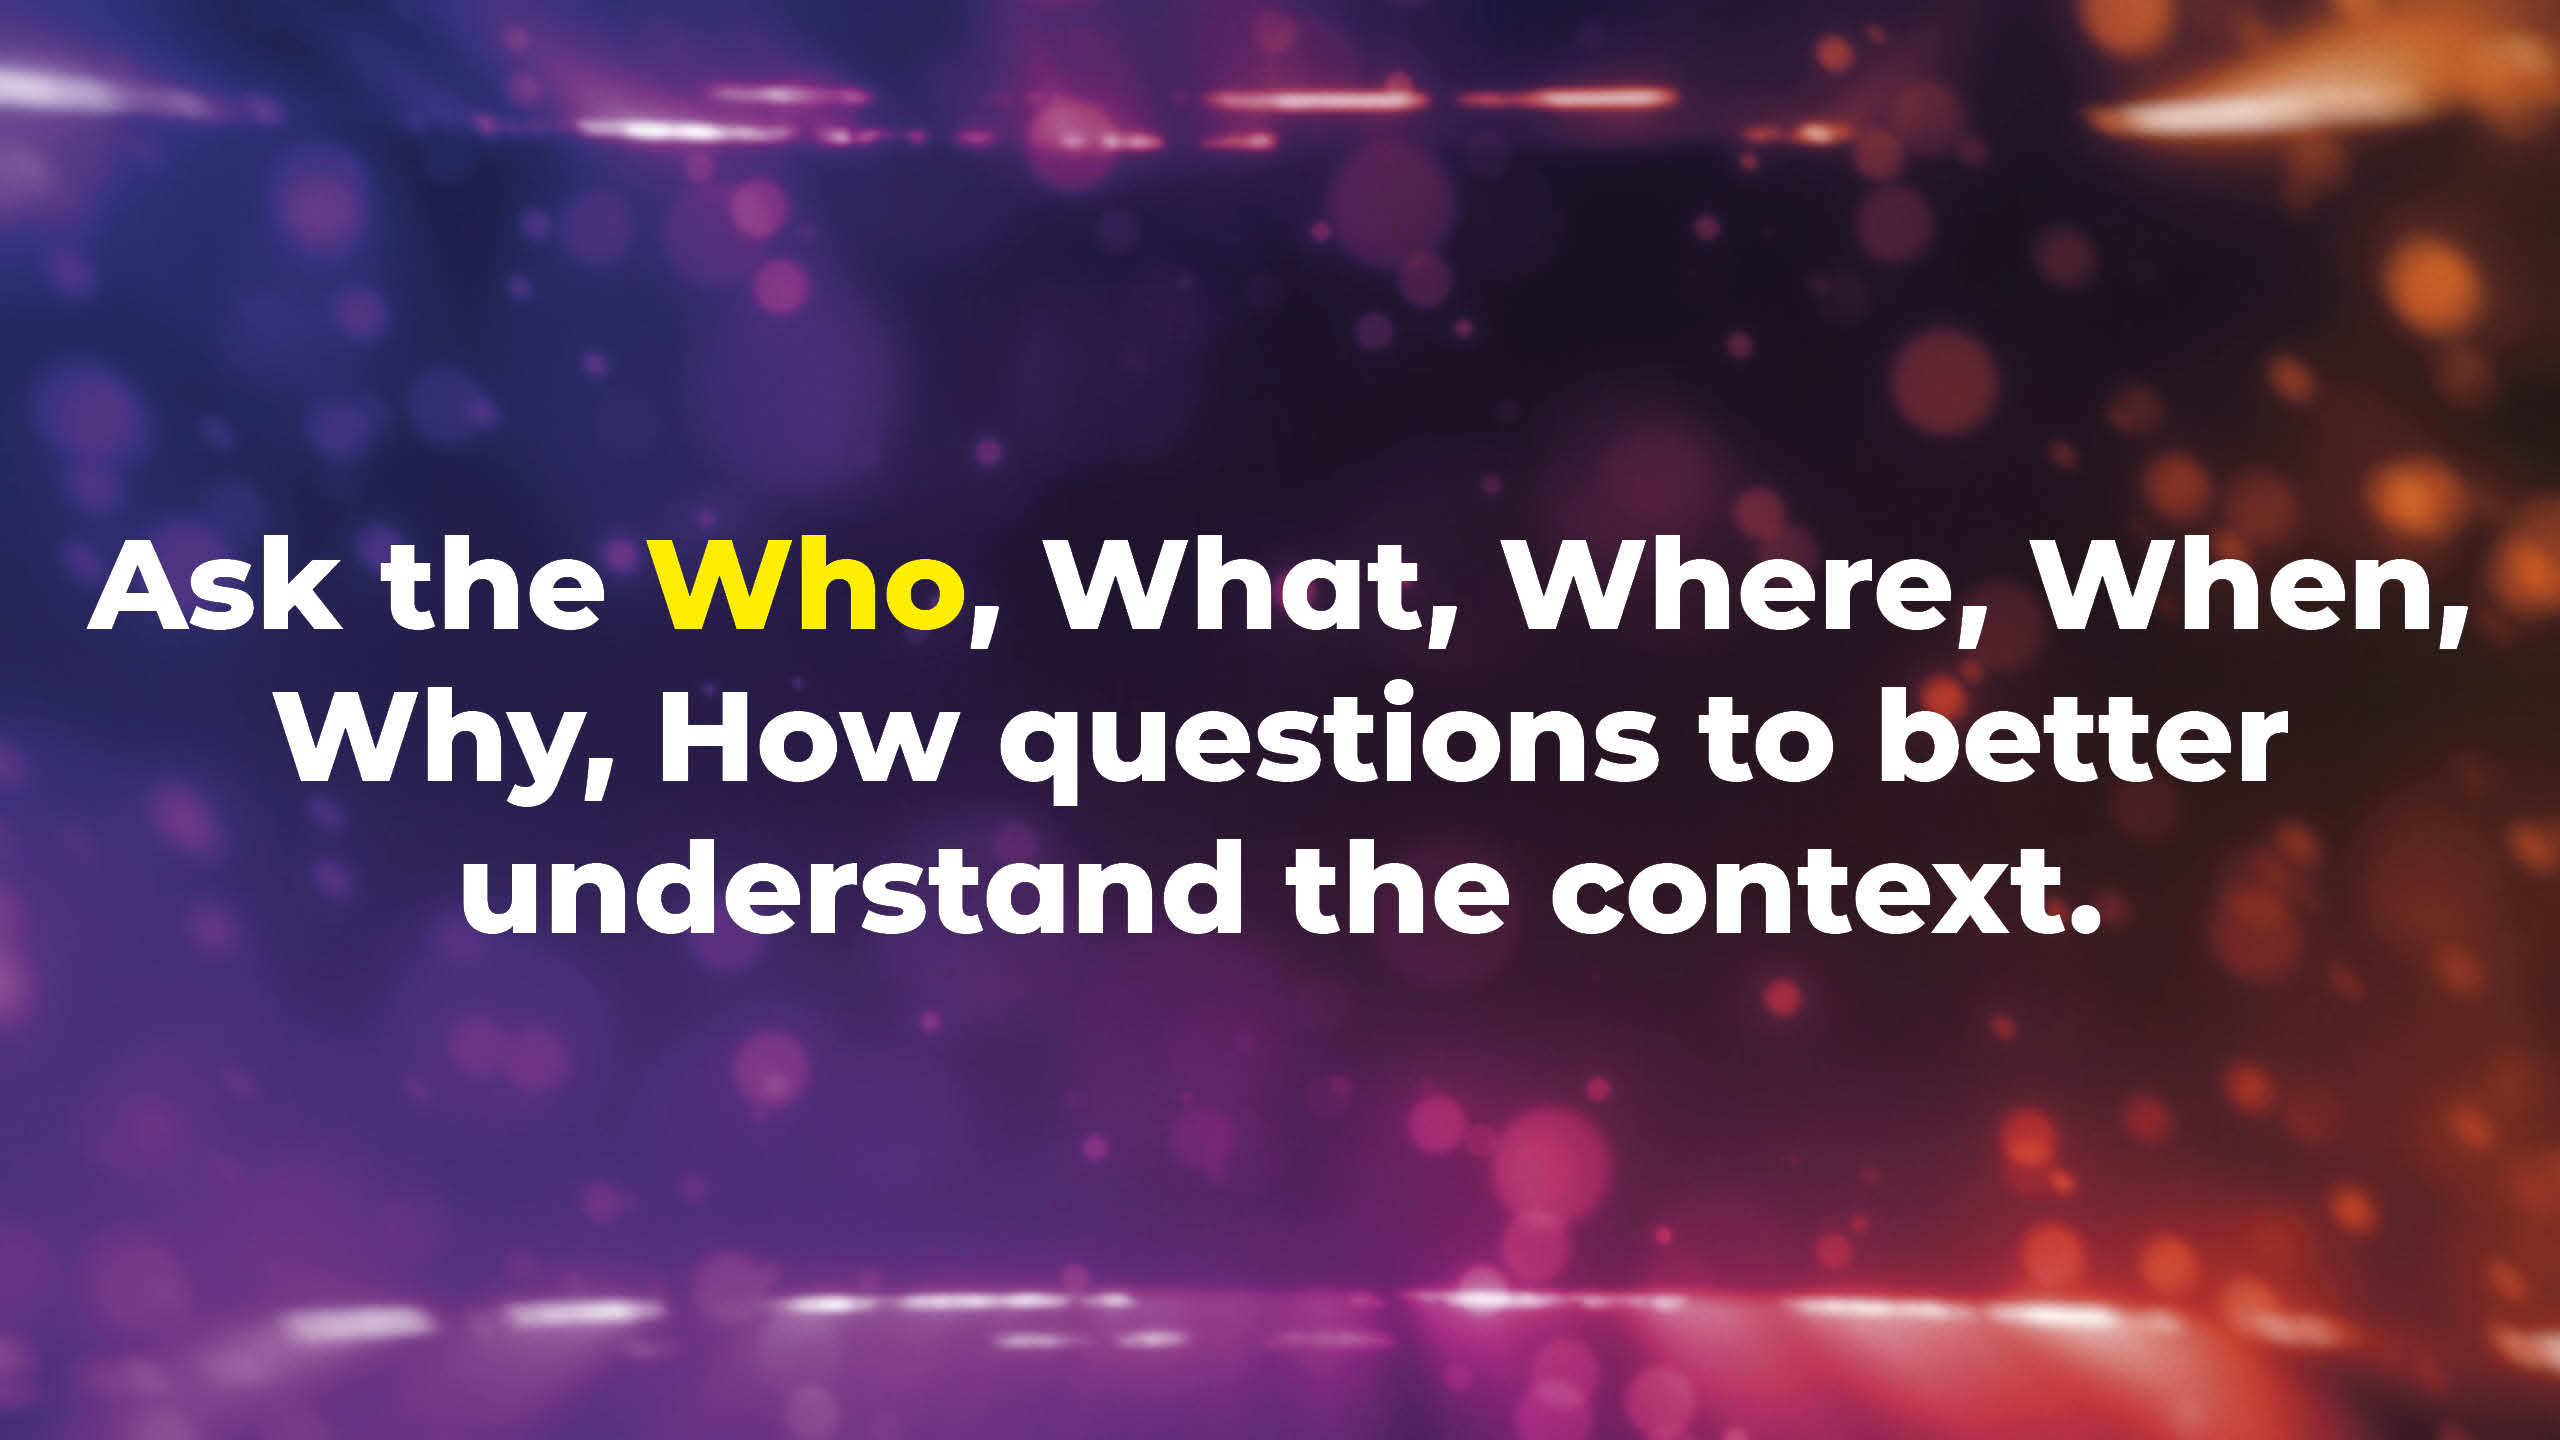 Ask the Who, What, Where, When,
Why, How questions to better
understand the context.